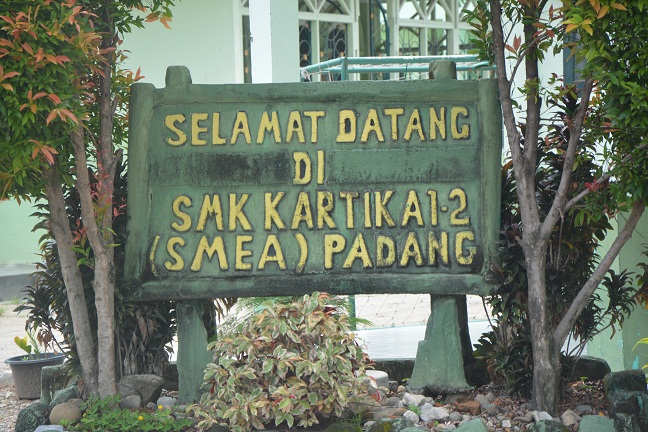 SELAMAT DATANG
DI
SMK KARTIKA 1-2
(SMEA) PADANG